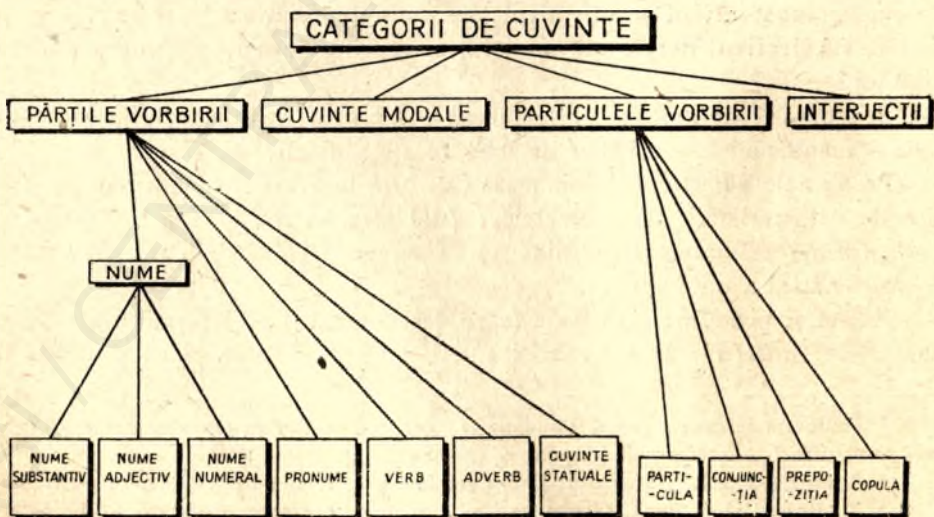 CATEGORII DE CUVINTE
PĂRȚILE VORBIRII
CUVINTE MODALE
PARTICULELE VORBIRII
INTERJECȚII
NUME
NUME
SUBSTANTIV
NUME
ADJECTIV
NUME
NUMERAL
PRONUME
VERB
ADVERB
CUVINTE
STATUALE
PARTI-
-CULA
CONJUNC-
-ȚIA
PREPO-
-ZIȚIA
COPULA